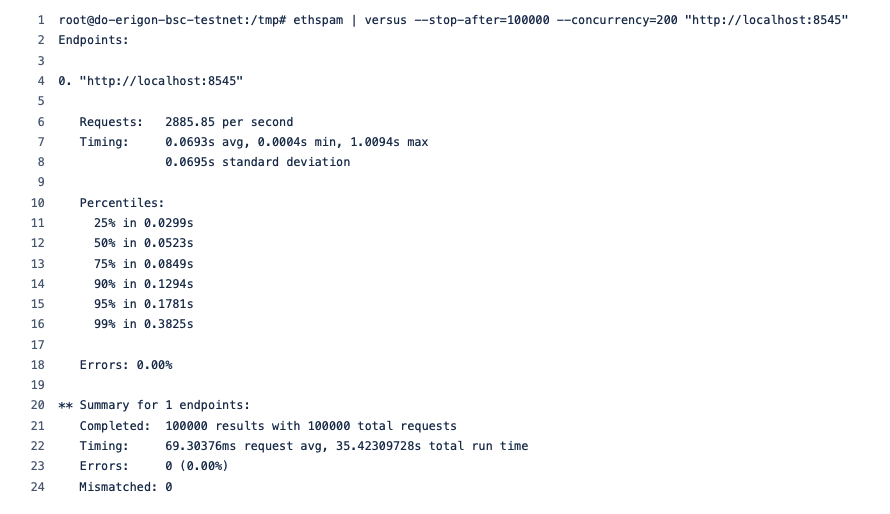 1 root@do-erigon-bsc-testnet:/tmp# ethspam | versus --stop-after=100000 --concurrency=200 "http://localhost:8545"
2 Endpoints:
3
4 0. "http://localhost:8545"
5
6 Requests: 2885.85 per second
7 Timing: 0.0693s avg, 0.0004s min, 1.0094s max
8 0.0695s standard deviation
9
10 Percentiles:
11 25% in 0.0299s
12 50% in 0.0523s
13 75% in 0.0849s
14 90% in 0.1294s
15 95% in 0.1781s
16 99% in 0.3825s
17
18 Errors: 0.00%
19
20 ** Summary for 1 endpoints:
21 Completed: 100000 results with 100000 total requests
22 Timing: 69.30376ms request avg, 35.42309728s total run time
23 Errors: 0 (0.00%)
24 Mismatched: 0